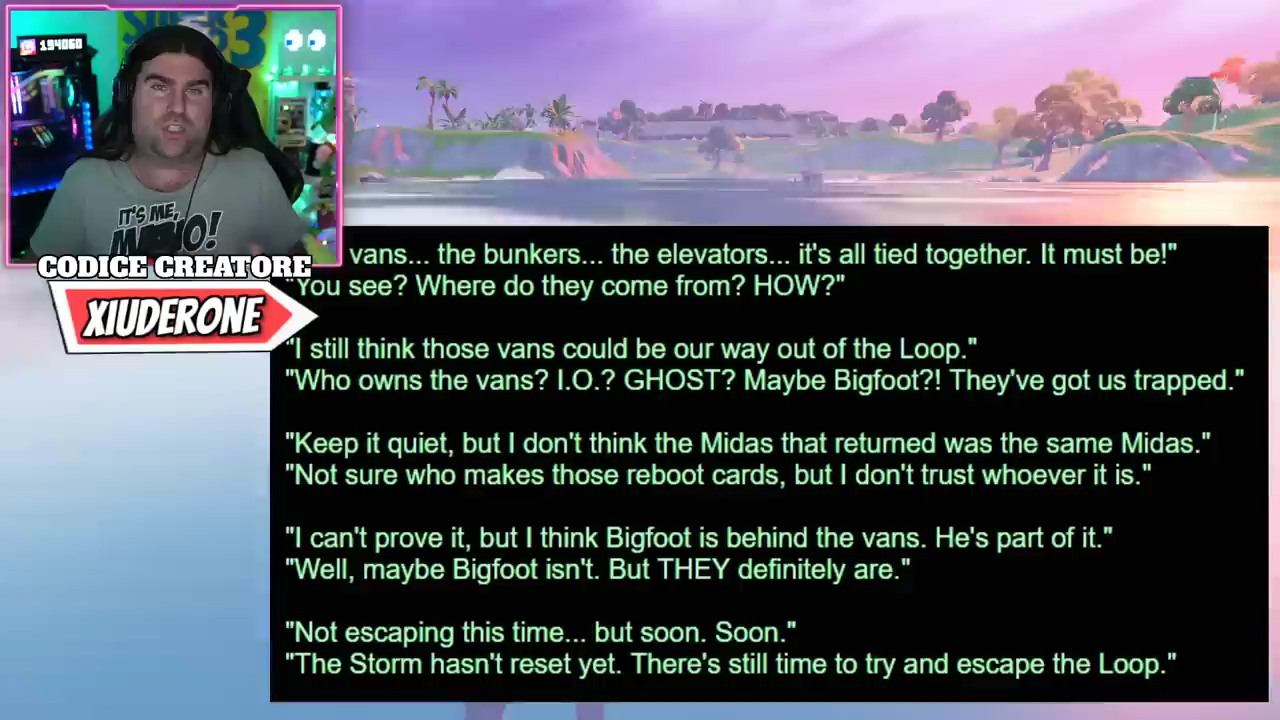 194060
IT'S ME,
MARIO!
CODICE CREATORE
XIUDERONE
vans... the bunkers... the elevators... it's all tied together. It must be!"
"You see? Where do they come from? HOW?"
"I still think those vans could be our way out of the Loop."
"Who owns the vans? I.O.? GHOST? Maybe Bigfoot?! They've got us trapped."
"Keep it quiet, but I don't think the Midas that returned was the same Midas."
"Not sure who makes those reboot cards, but I don't trust whoever it is."
"I can't prove it, but I think Bigfoot is behind the vans. He's part of it."
"Well, maybe Bigfoot isn't. But THEY definitely are."
"Not escaping this time... but soon. Soon."
"The Storm hasn't reset yet. There's still time to try and escape the Loop."